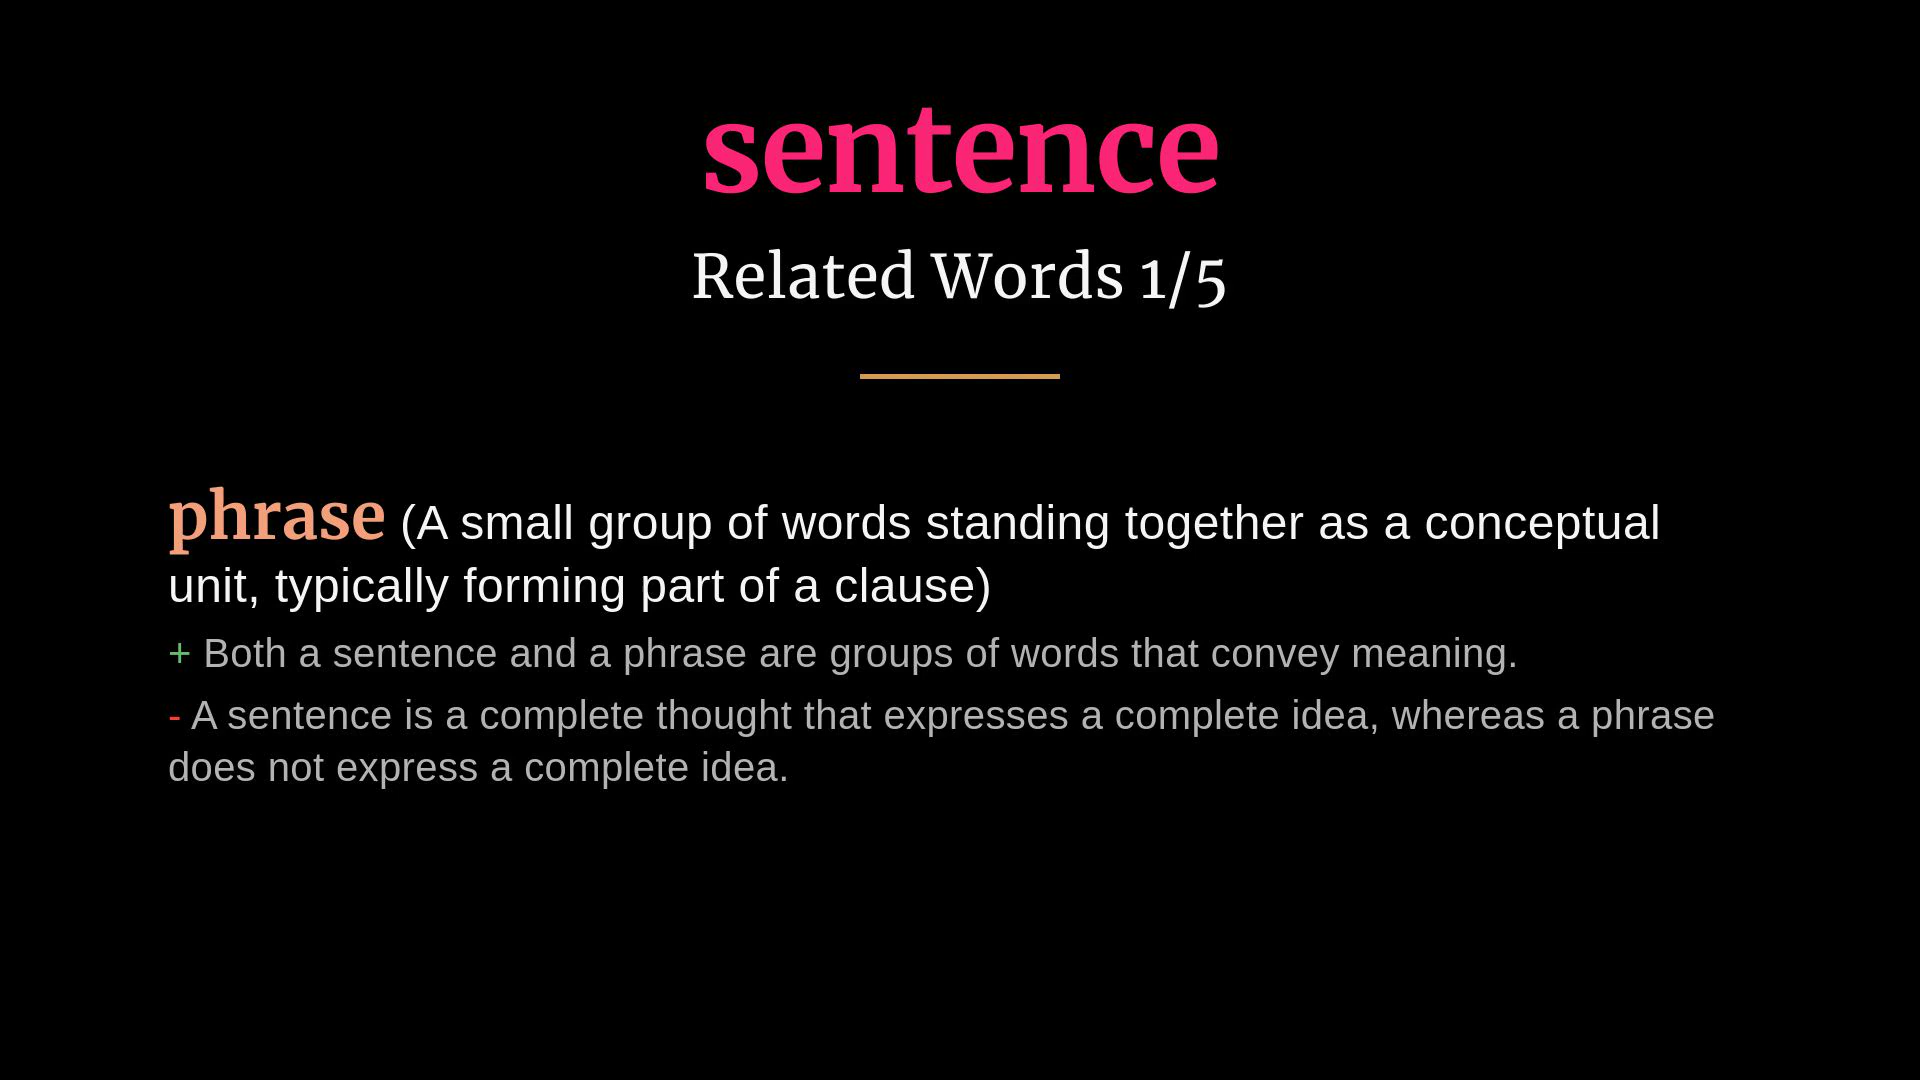 sentence
Related Words 1/5
phrase (A small group of words standing together as a conceptual
unit, typically forming part of a clause)
+ Both a sentence and a phrase are groups of words that convey meaning.
- A sentence is a complete thought that expresses a complete idea, whereas a phrase
does not express a complete idea.